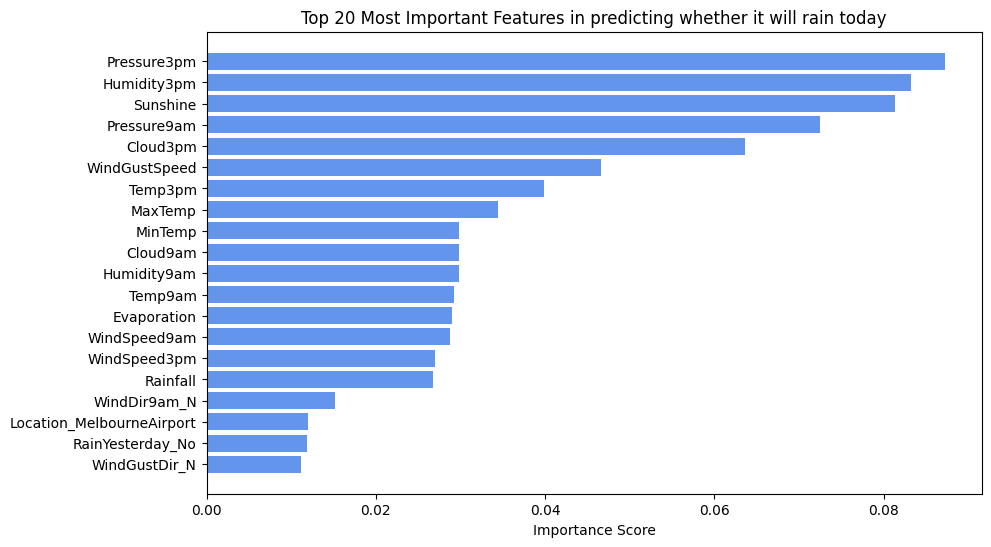 Top 20 Most Important Features in predicting whether it will rain today
Pressure3pm
Humidity3pm
Sunshine
Pressure9am
Cloud3pm
WindGustSpeed
Temp3pm
MaxTemp
MinTemp
Cloud9am
Humidity9am
Temp9am
Evaporation
WindSpeed9am
WindSpeed3pm
Rainfall
WindDir9am_N
Location_MelbourneAirport
RainYesterday_No
WindGustDir_N
0.00 0.02 0.04 0.06 0.08
Importance Score